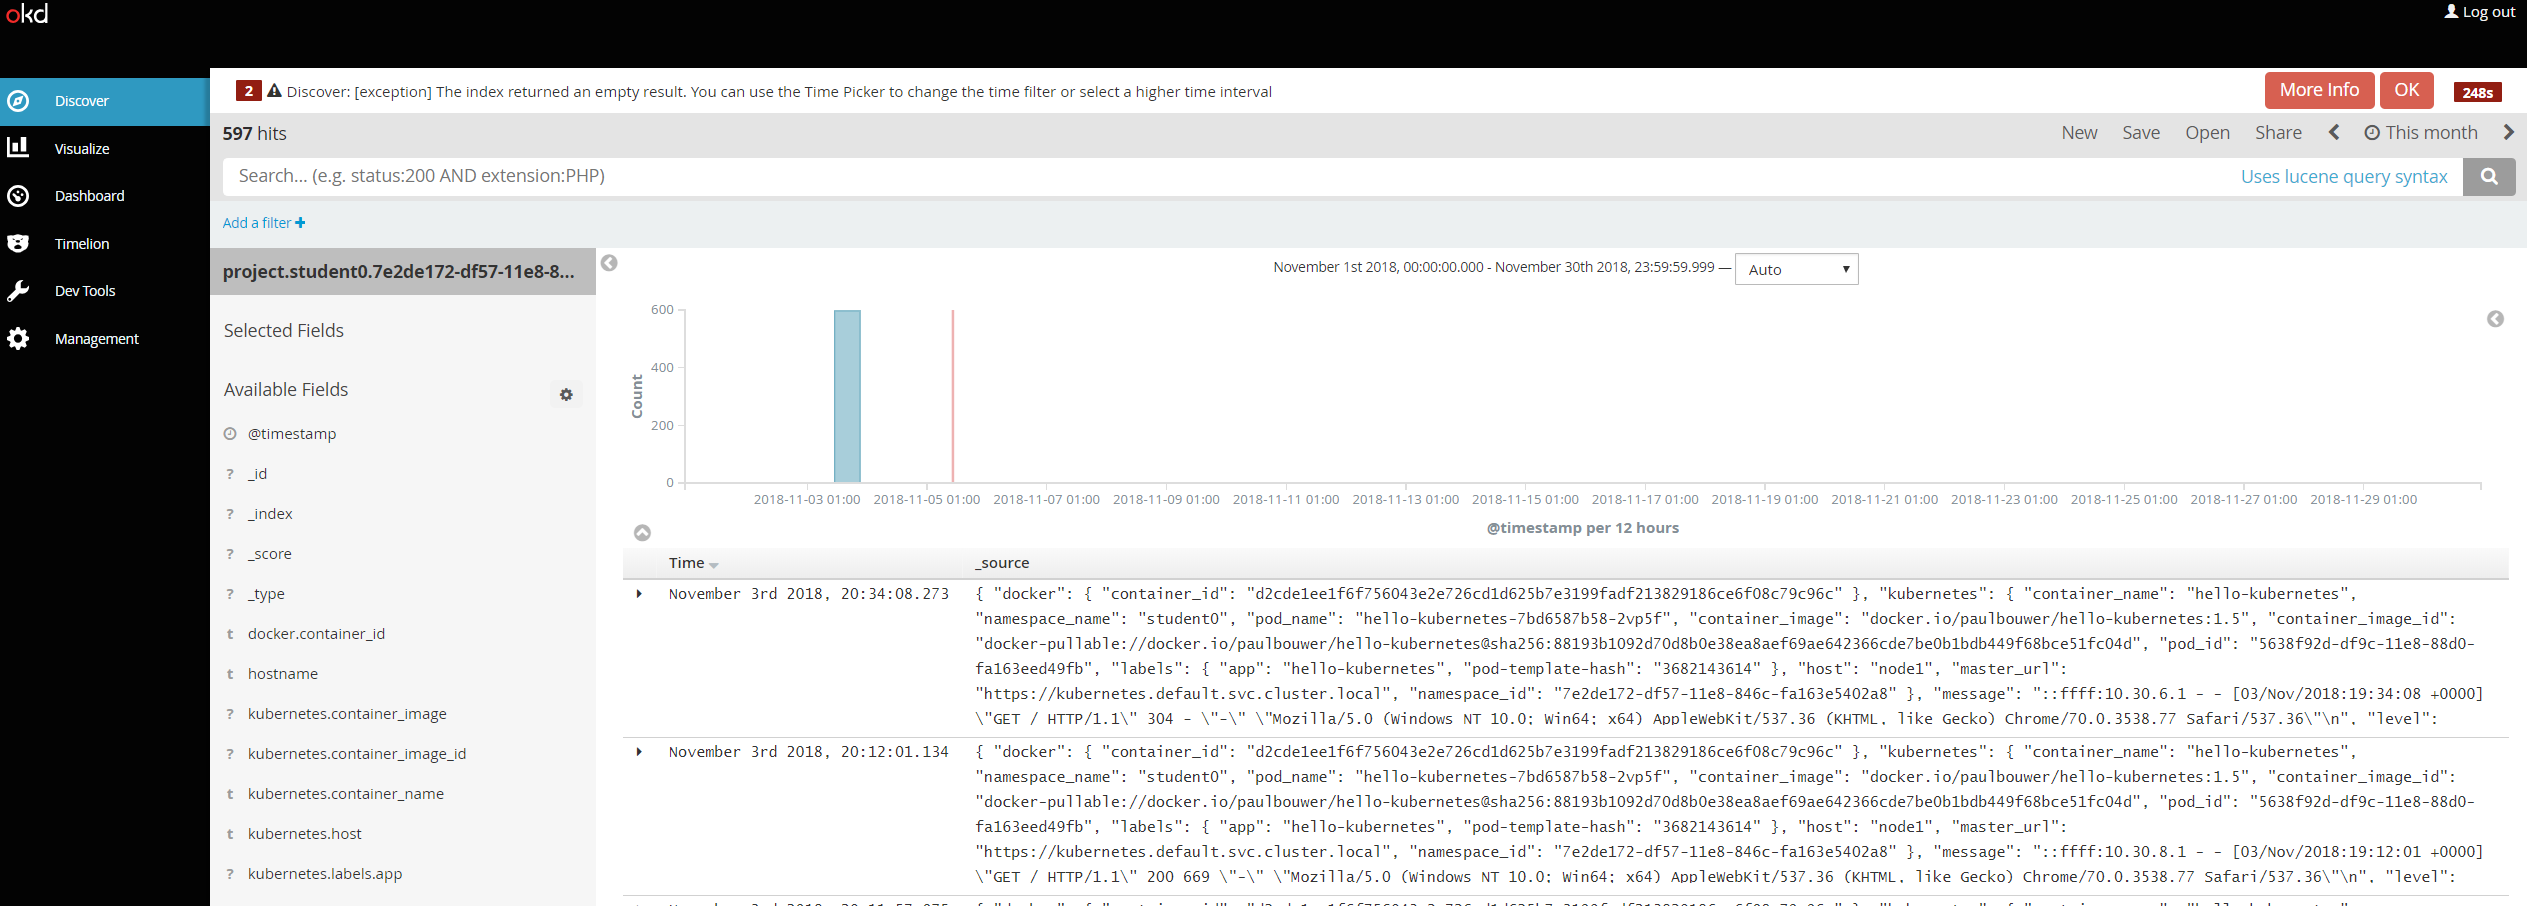 okd
Log out
Discover
Visualize
Dashboard
Timelion
Dev Tools
Management
2 Discover: [exception] The index returned an empty result. You can use the Time Picker to change the time filter or select a higher time interval
More Info OK 248s
597 hits
New Save Open Share This month
Search... (e.g. status:200 AND extension:PHP)
Uses lucene query syntax
Add a filter +
project.student0.7e2de172-df57-11e8-8...
Selected Fields
Available Fields
@timestamp
? _id
? _index
? _score
? _type
t docker.container_id
t hostname
? kubernetes.container_image
? kubernetes.container_image_id
t kubernetes.container_name
t kubernetes.host
? kubernetes.labels.app
November 1st 2018, 00:00:00.000 - November 30th 2018, 23:59:59.999 — Auto
600
400
200
0
Count
2018-11-03 01:00 2018-11-05 01:00 2018-11-07 01:00 2018-11-09 01:00 2018-11-11 01:00 2018-11-13 01:00 2018-11-15 01:00 2018-11-17 01:00 2018-11-19 01:00 2018-11-21 01:00 2018-11-23 01:00 2018-11-25 01:00 2018-11-27 01:00 2018-11-29 01:00
@timestamp per 12 hours
Time _source
November 3rd 2018, 20:34:08.273 { "docker": { "container_id": "d2cde1ee1f6f756043e2e726cd1d625b7e3199fadf213829186ce6f08c79c96c" }, "kubernetes": { "container_name": "hello-kubernetes",
"namespace_name": "student0", "pod_name": "hello-kubernetes-7bd6587b58-2vp5f", "container_image": "docker.io/paulbouwer/hello-kubernetes:1.5", "container_image_id":
"docker-pullable://docker.io/paulbouwer/hello-kubernetes@sha256:88193b1092d70d8b0e38ea8aef69ae642366cde7be0b1bdb449f68bce51fc04d", "pod_id": "5638f92d-df9c-11e8-88d0-
fa163eed49fb", "labels": { "app": "hello-kubernetes", "pod-template-hash": "3682143614" }, "host": "node1", "master_url":
"https://kubernetes.default.svc.cluster.local", "namespace_id": "7e2de172-df57-11e8-846c-fa163e5402a8" }, "message": "::ffff:10.30.6.1 - - [03/Nov/2018:19:34:08 +0000]
\"GET / HTTP/1.1\" 304 - \"-\" \"Mozilla/5.0 (Windows NT 10.0; Win64; x64) AppleWebKit/537.36 (KHTML, like Gecko) Chrome/70.0.3538.77 Safari/537.36\"\n", "level":
November 3rd 2018, 20:12:01.134 { "docker": { "container_id": "d2cde1ee1f6f756043e2e726cd1d625b7e3199fadf213829186ce6f08c79c96c" }, "kubernetes": { "container_name": "hello-kubernetes",
"namespace_name": "student0", "pod_name": "hello-kubernetes-7bd6587b58-2vp5f", "container_image": "docker.io/paulbouwer/hello-kubernetes:1.5", "container_image_id":
"docker-pullable://docker.io/paulbouwer/hello-kubernetes@sha256:88193b1092d70d8b0e38ea8aef69ae642366cde7be0b1bdb449f68bce51fc04d", "pod_id": "5638f92d-df9c-11e8-88d0-
fa163eed49fb", "labels": { "app": "hello-kubernetes", "pod-template-hash": "3682143614" }, "host": "node1", "master_url":
"https://kubernetes.default.svc.cluster.local", "namespace_id": "7e2de172-df57-11e8-846c-fa163e5402a8" }, "message": "::ffff:10.30.8.1 - - [03/Nov/2018:19:12:01 +0000]
\"GET / HTTP/1.1\" 200 669 \"-\" \"Mozilla/5.0 (Windows NT 10.0; Win64; x64) AppleWebKit/537.36 (KHTML, like Gecko) Chrome/70.0.3538.77 Safari/537.36\"\n", "level":